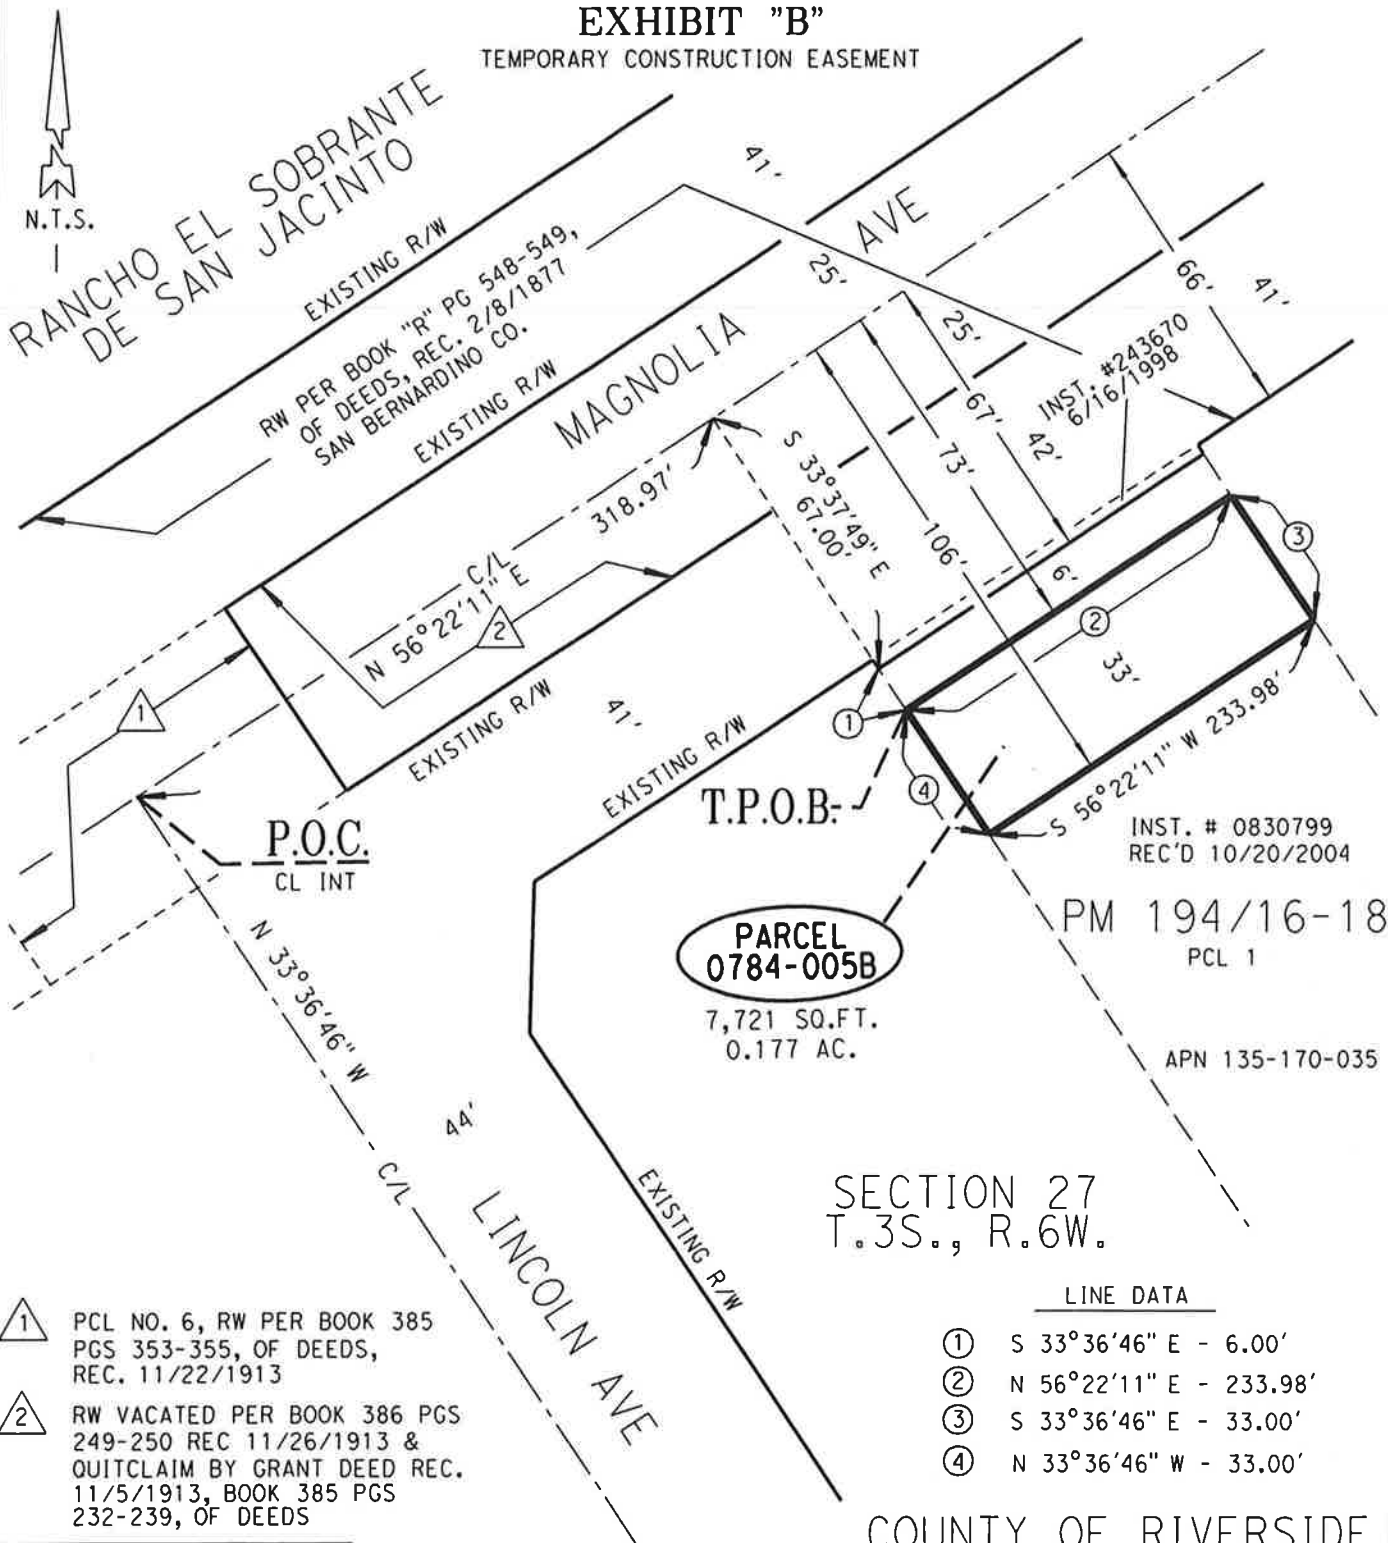 EXHIBIT "B"
TEMPORARY CONSTRUCTION EASEMENT
N.T.S.
RANCHO EL SOBRANTE
DE SAN JACINTO
EXISTING R/W
RW PER BOOK "R" PG 548-549,
OF DEEDS, REC. 2/8/1877
SAN BERNARDINO CO.
EXISTING R/W
MAGNOLIA AVE
41'
25'
25'
66'
41'
INST. #243670
6/16/1998
67'
42'
73'
106'
6'
33'
S 33°37'49" E
67.00'
318.97'
C/L
N 56°22'11" E
2
1
EXISTING R/W
41'
EXISTING R/W
1
2
3
4
T.P.O.B.
S 56°22'11" W 233.98'
P.O.C.
CL INT
INST. # 0830799
REC'D 10/20/2004
PM 194/16-18
PCL 1
PARCEL
0784-005B
7,721 SQ.FT.
0.177 AC.
APN 135-170-035
N 33°36'46" W
C/L
44'
LINCOLN AVE
EXISTING R/W
SECTION 27
T.3S., R.6W.
LINE DATA
1 S 33°36'46" E - 6.00'
2 N 56°22'11" E - 233.98'
3 S 33°36'46" E - 33.00'
4 N 33°36'46" W - 33.00'
1 PCL NO. 6, RW PER BOOK 385
PGS 353-355, OF DEEDS,
REC. 11/22/1913
2 RW VACATED PER BOOK 386 PGS
249-250 REC 11/26/1913 &
QUITCLAIM BY GRANT DEED REC.
11/5/1913, BOOK 385 PGS
232-239, OF DEEDS
COUNTY OF RIVERSIDE